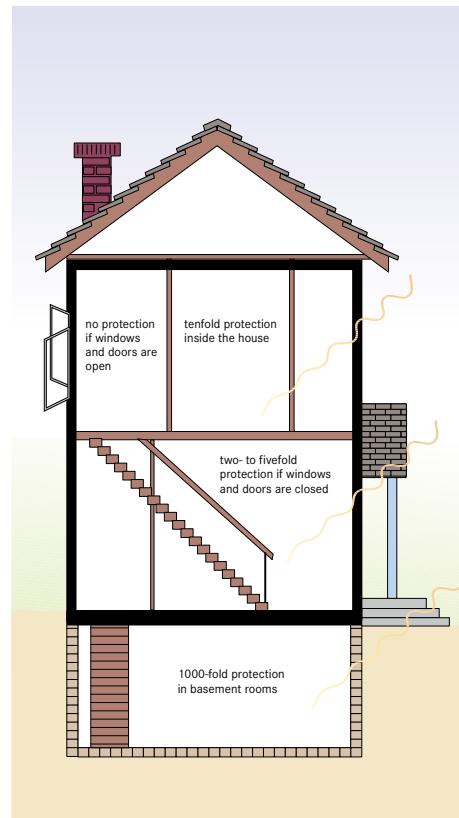 no protection
if windows
and doors are
open
tenfold protection
inside the house
two- to fivefold
protection if windows
and doors are closed
1000-fold protection
in basement rooms